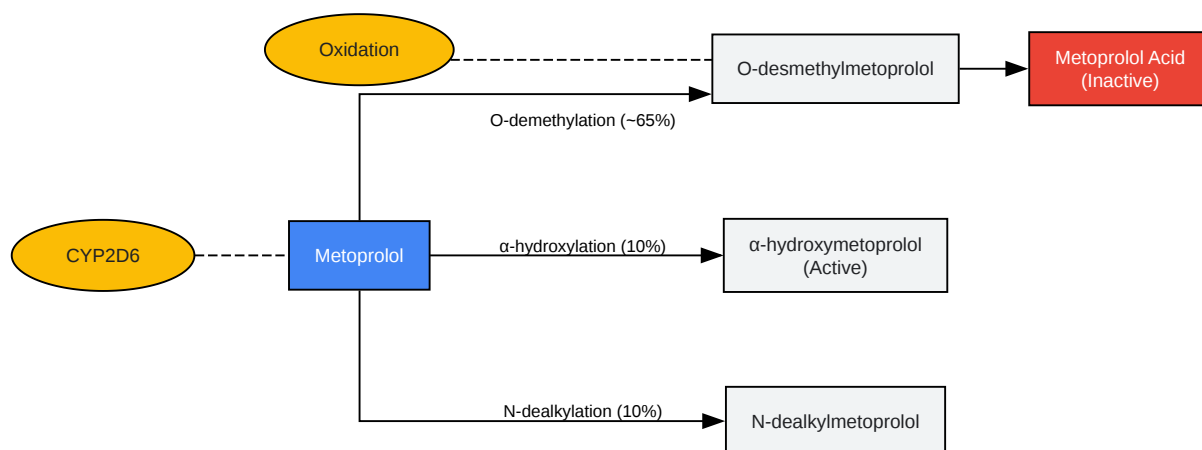 Oxidation
O-desmethylmetoprolol
Metoprolol Acid
(Inactive)
O-demethylation (~65%)
CYP2D6
Metoprolol
α-hydroxylation (10%)
α-hydroxymetoprolol
(Active)
N-dealkylation (10%)
N-dealkylmetoprolol